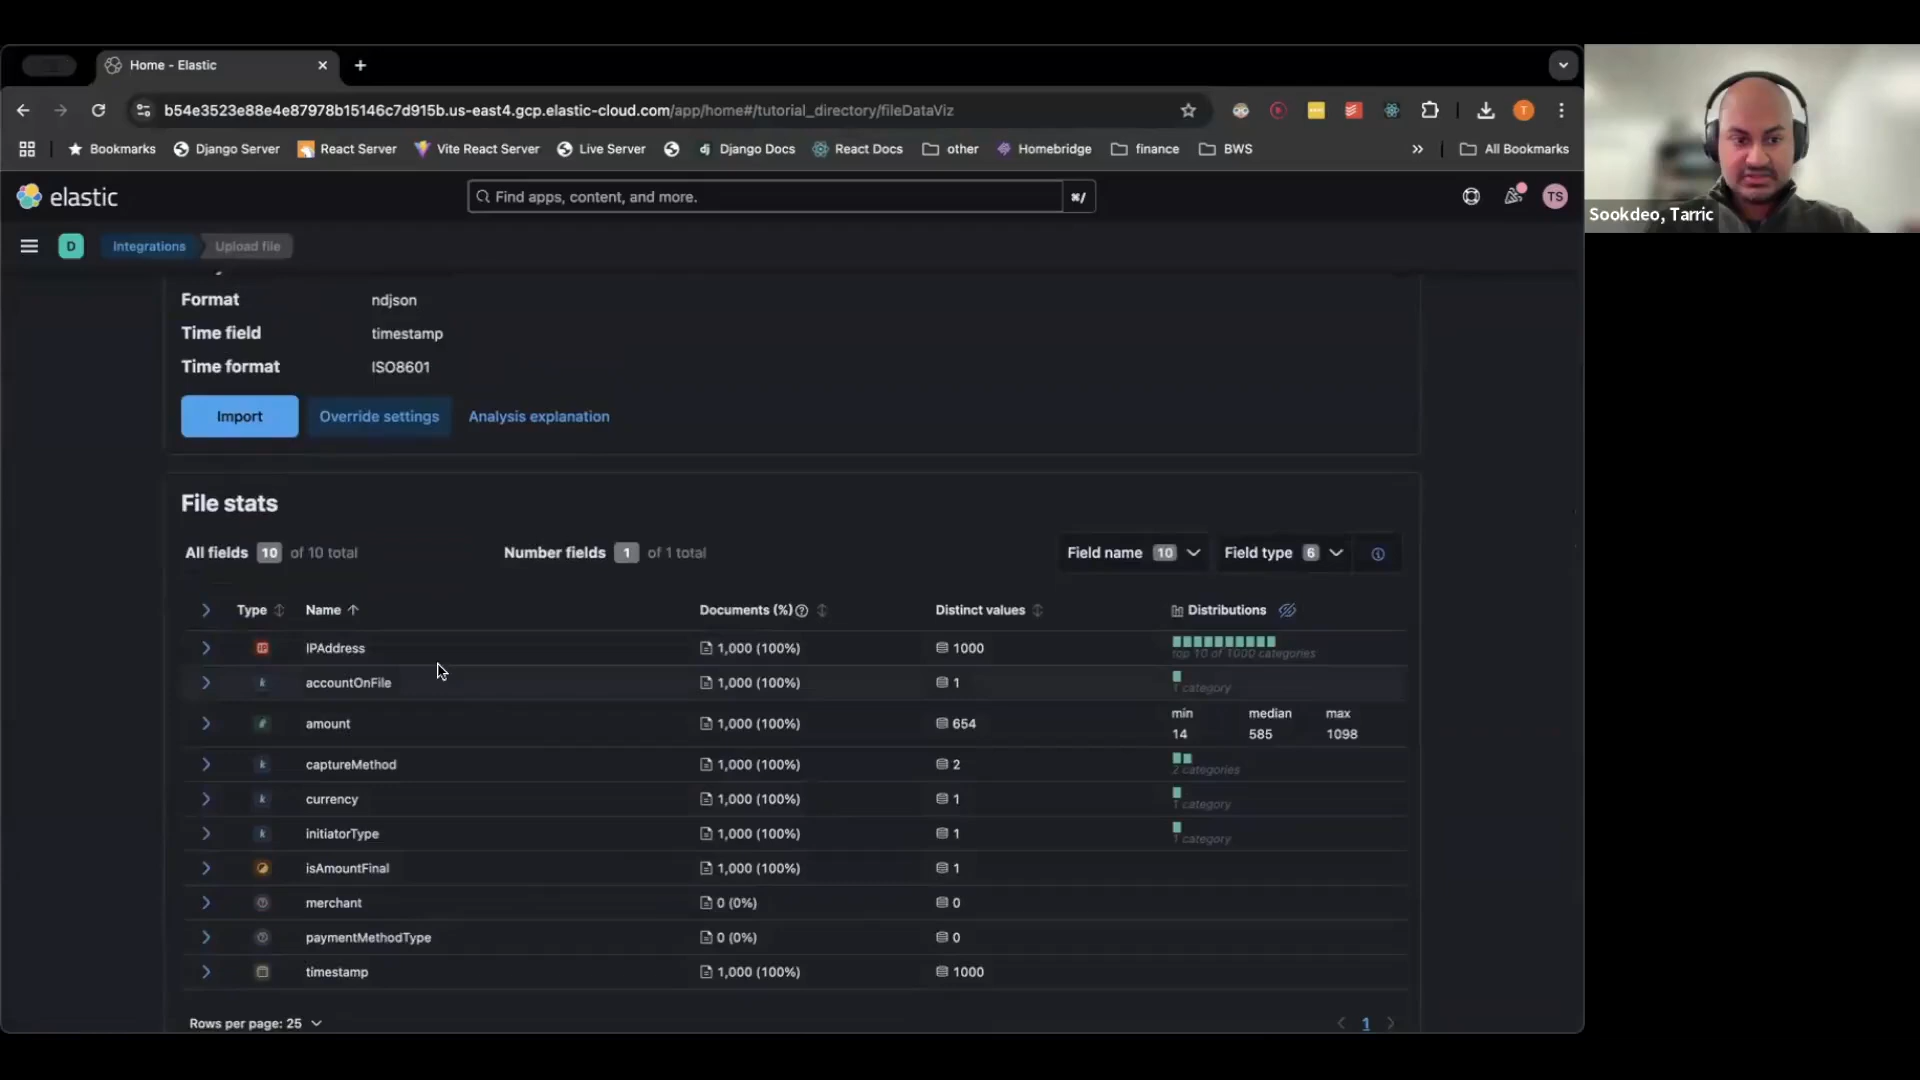 Home - Elastic
b54e3523e88e4e87978b15146c7d915b.us-east4.gcp.elastic-cloud.com/app/home#/tutorial_directory/fileDataViz
T
Bookmarks Django Server React Server Vite React Server Live Server dj Django Docs React Docs other Homebridge finance BWS » All Bookmarks
elastic
Find apps, content, and more.
⌘/
TS
Sookdeo, Tarric
D Integrations Upload file
Format ndjson
Time field timestamp
Time format ISO8601
Import Override settings Analysis explanation
File stats
All fields 10 of 10 total Number fields 1 of 1 total Field name 10 Field type 6
Type Name Documents (%) Distinct values Distributions
IP IPAddress 1,000 (100%) 1000
top 10 of 1000 categories
k accountOnFile 1,000 (100%) 1
1 category
# amount 1,000 (100%) 654
min median max
14 585 1098
k captureMethod 1,000 (100%) 2
2 categories
k currency 1,000 (100%) 1
1 category
k initiatorType 1,000 (100%) 1
1 category
isAmountFinal 1,000 (100%) 1
merchant 0 (0%) 0
paymentMethodType 0 (0%) 0
timestamp 1,000 (100%) 1000
Rows per page: 25
1